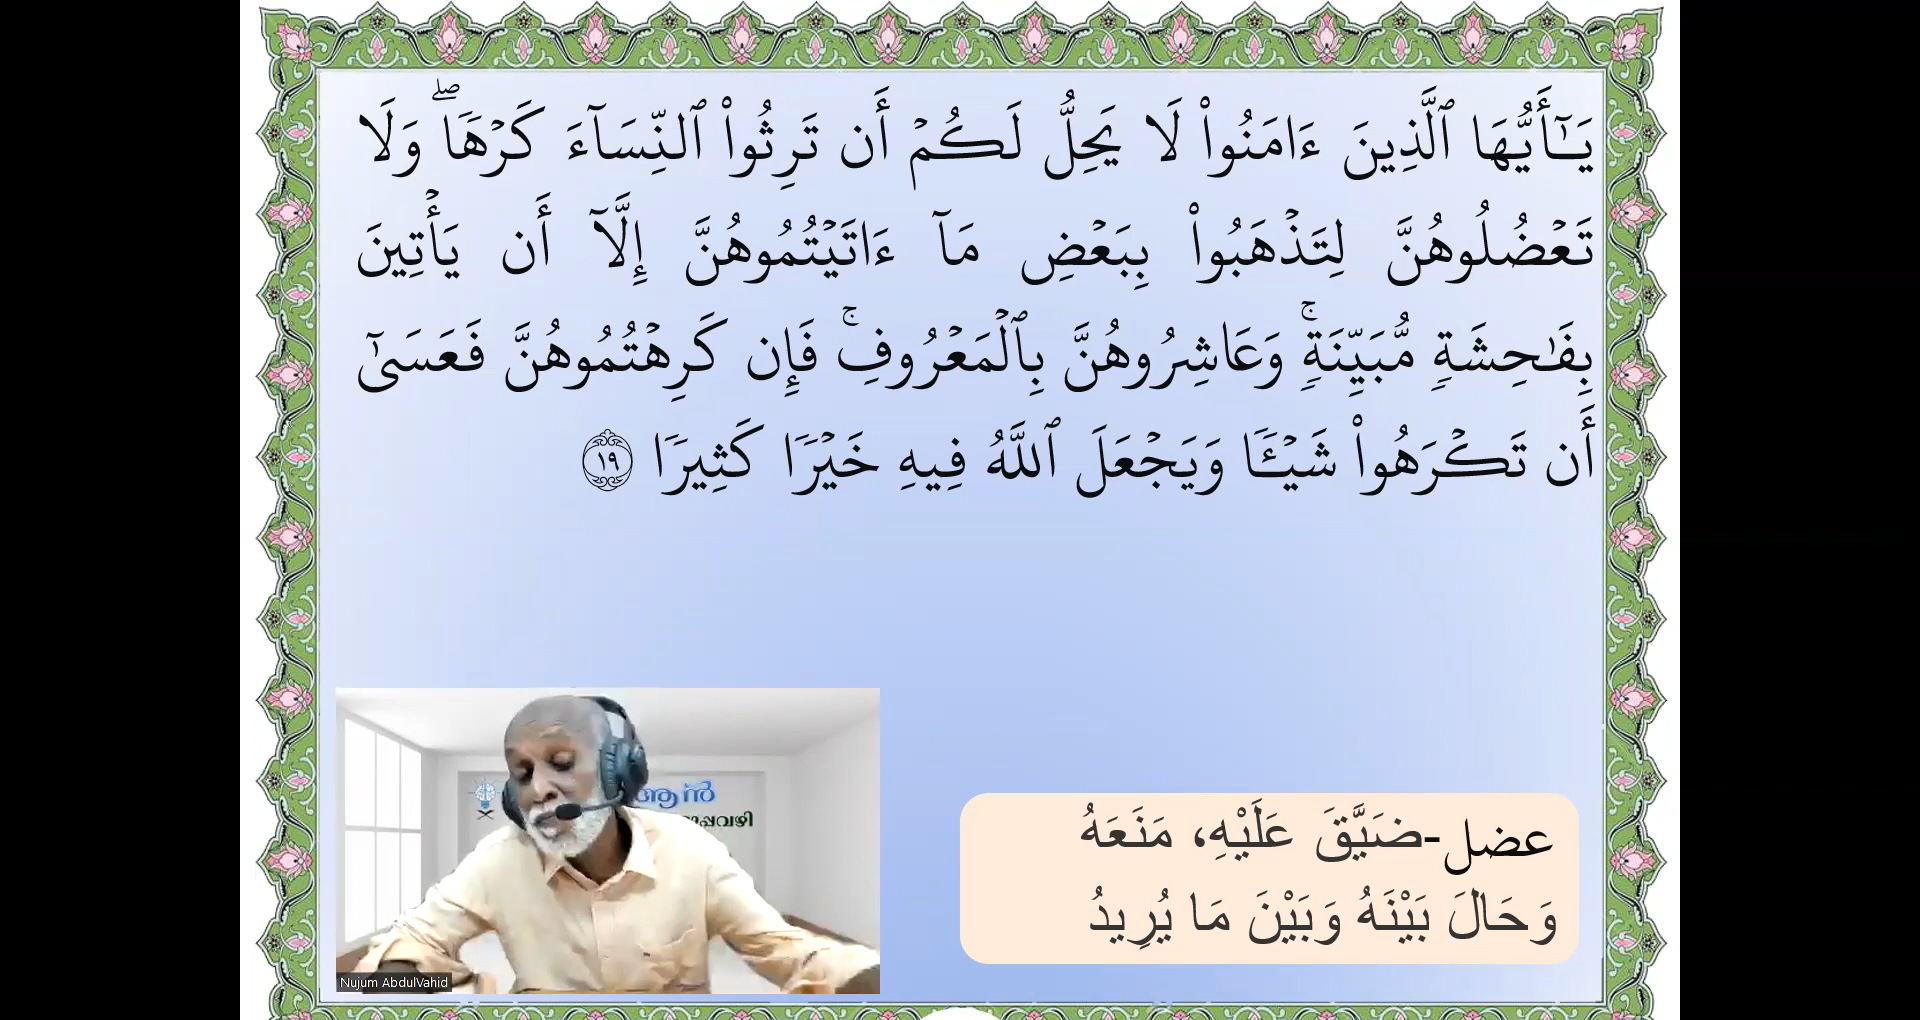 يَـٰٓأَيُّهَا ٱلَّذِينَ ءَامَنُوا۟ لَا يَحِلُّ لَكُمْ أَن تَرِثُوا۟ ٱلنِّسَآءَ كَرْهًا ۖ وَلَا
تَعْضُلُوهُنَّ لِتَذْهَبُوا۟ بِبَعْضِ مَآ ءَاتَيْتُمُوهُنَّ إِلَّآ أَن يَأْتِينَ
بِفَـٰحِشَةٍ مُّبَيِّنَةٍ ۚ وَعَاشِرُوهُنَّ بِٱلْمَعْرُوفِ ۚ فَإِن كَرِهْتُمُوهُنَّ فَعَسَىٰٓ
أَن تَكْرَهُوا۟ شَيْـًٔا وَيَجْعَلَ ٱللَّهُ فِيهِ خَيْرًا كَثِيرًا ١٩
عضل-ضَيَّقَ عَلَيْهِ، مَنَعَهُ
وَحَالَ بَيْنَهُ وَبَيْنَ مَا يُرِيدُ
Nujum AbdulVahid